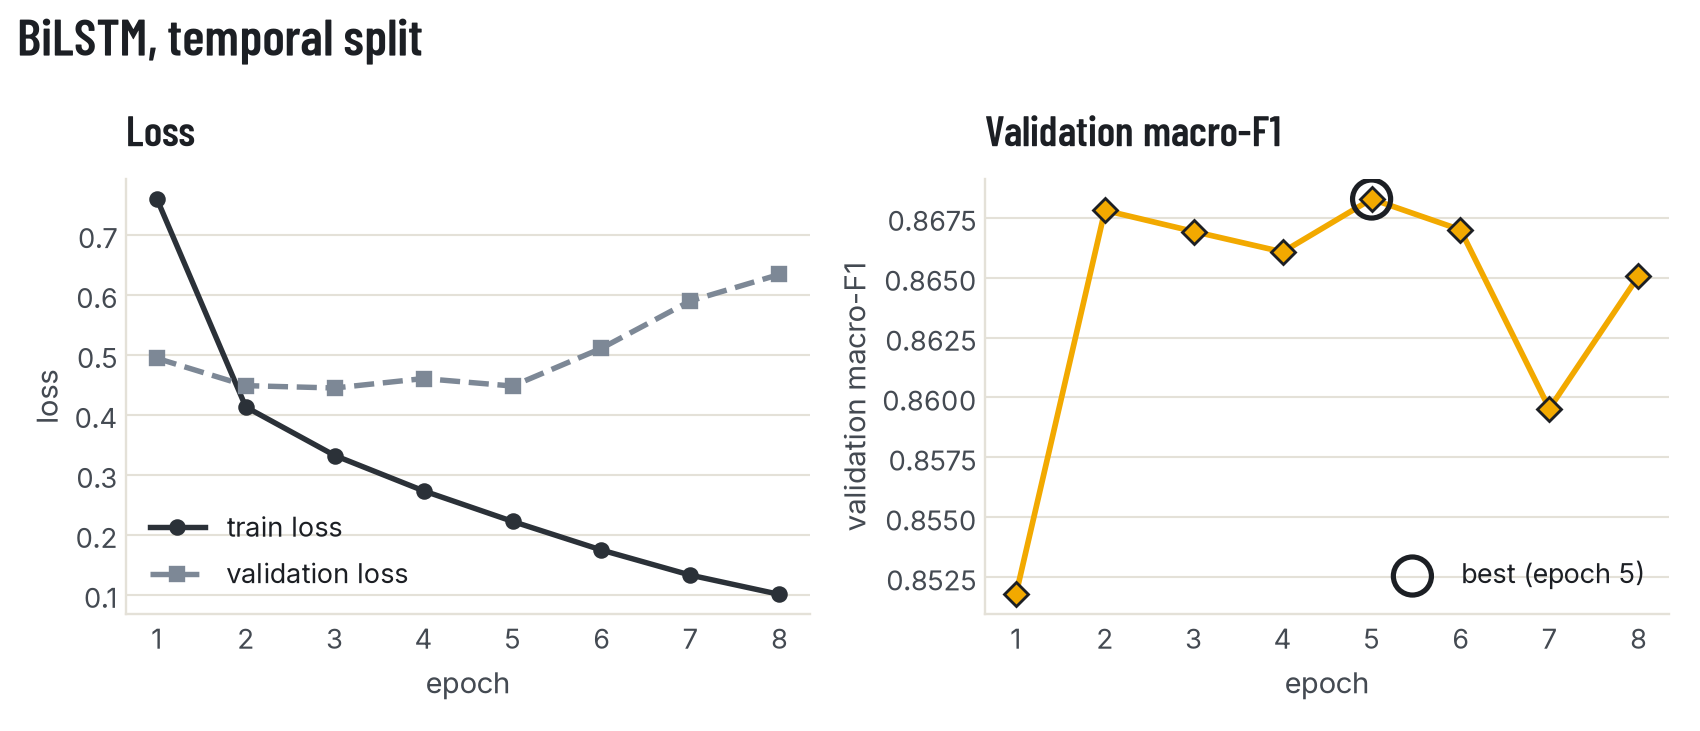 BiLSTM, temporal split
Loss
0.7
0.6
0.5
0.4
0.3
0.2
0.1
loss
train loss
validation loss
1 2 3 4 5 6 7 8
epoch
Validation macro-F1
0.8675
0.8650
0.8625
0.8600
0.8575
0.8550
0.8525
validation macro-F1
best (epoch 5)
1 2 3 4 5 6 7 8
epoch